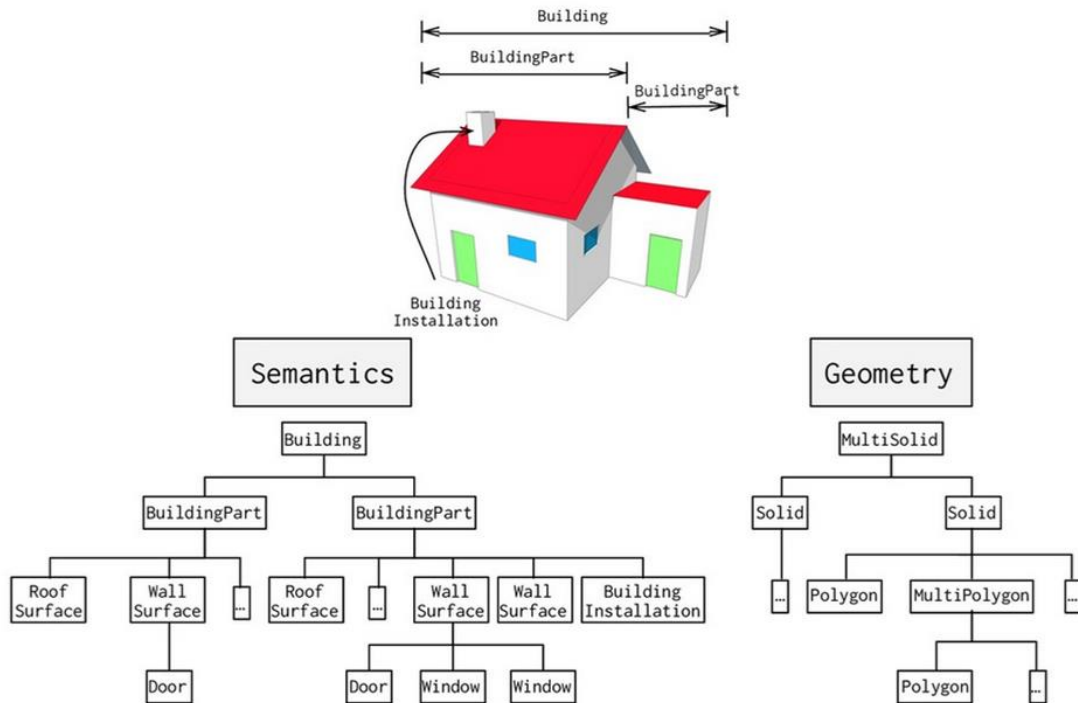 Building
BuildingPart
BuildingPart
Building
Installation
Semantics
Geometry
Building
MultiSolid
BuildingPart
BuildingPart
Solid
Solid
Roof
Surface
Wall
Surface
...
Roof
Surface
...
Wall
Surface
Wall
Surface
Building
Installation
...
Polygon
MultiPolygon
...
Door
Door
Window
Window
Polygon
...